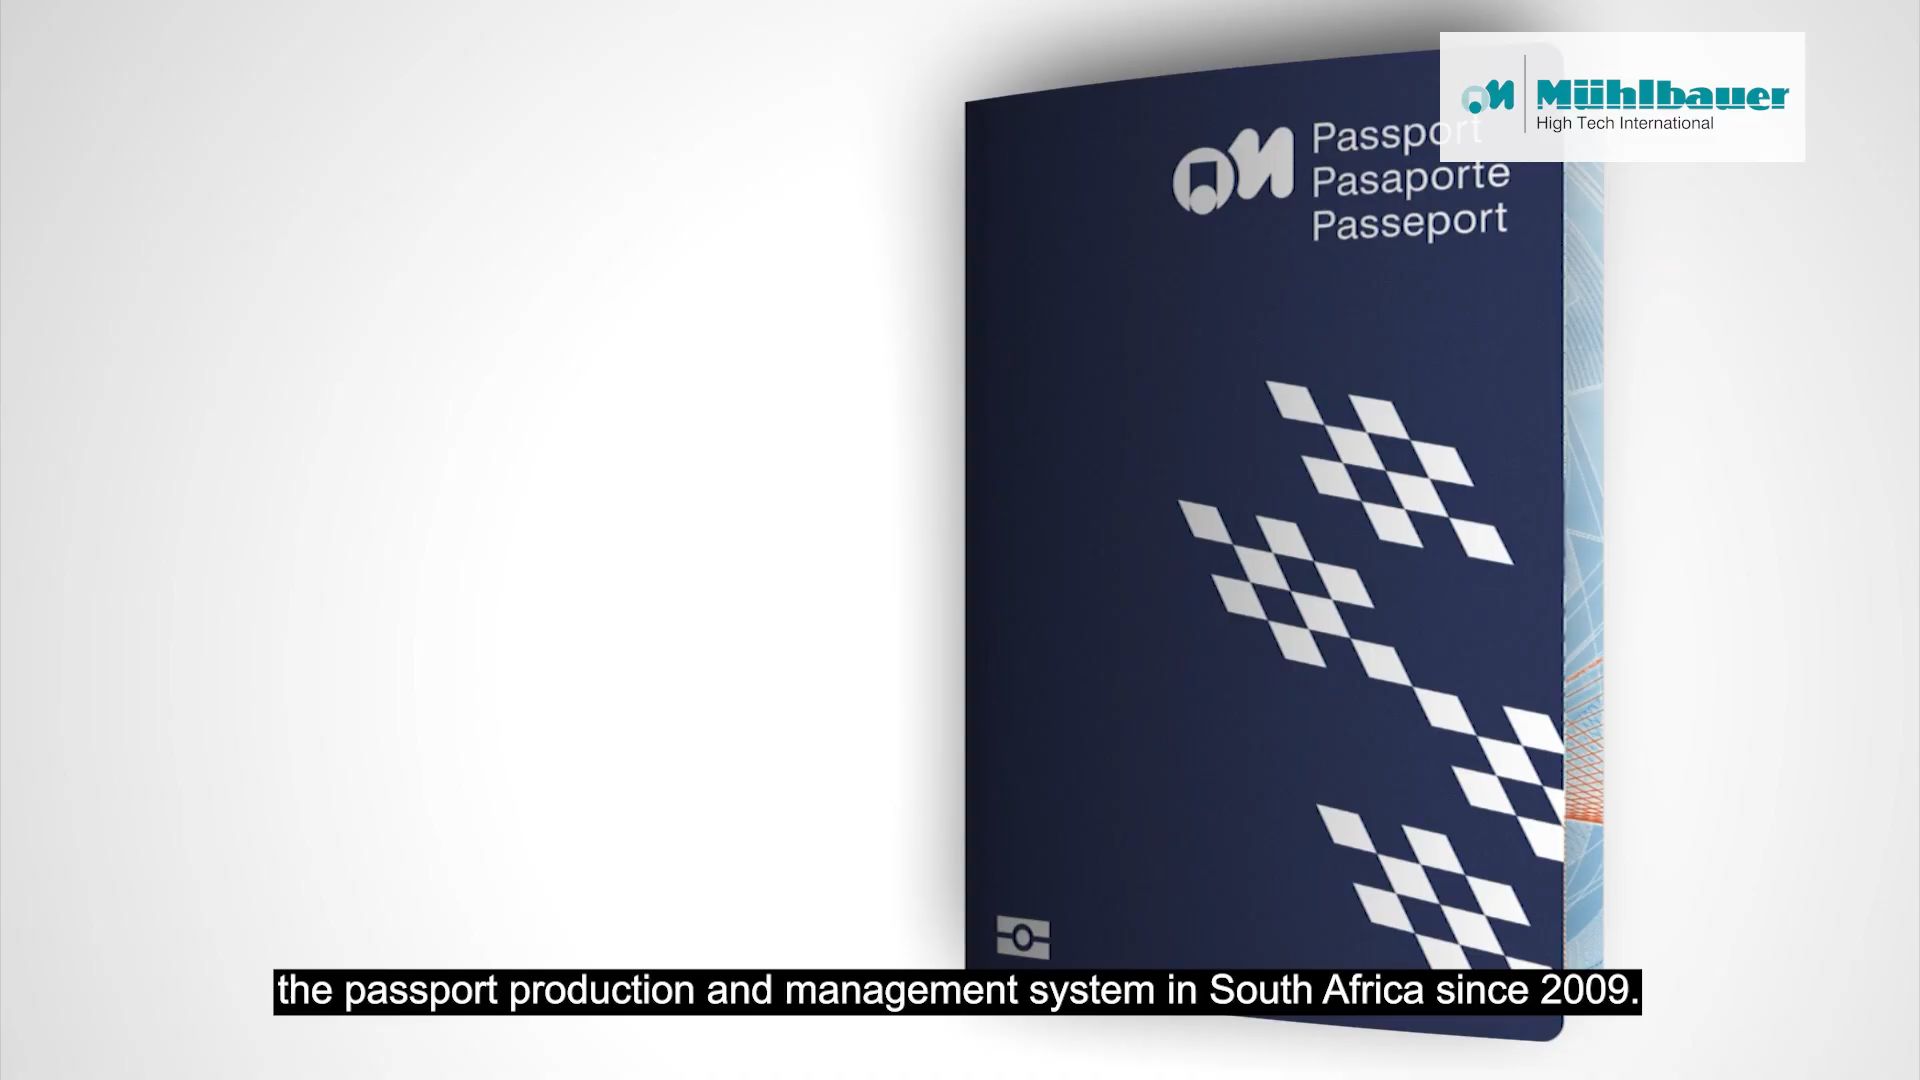 Mühlbauer
High Tech International
Passport
Pasaporte
Passeport
the passport production and management system in South Africa since 2009.